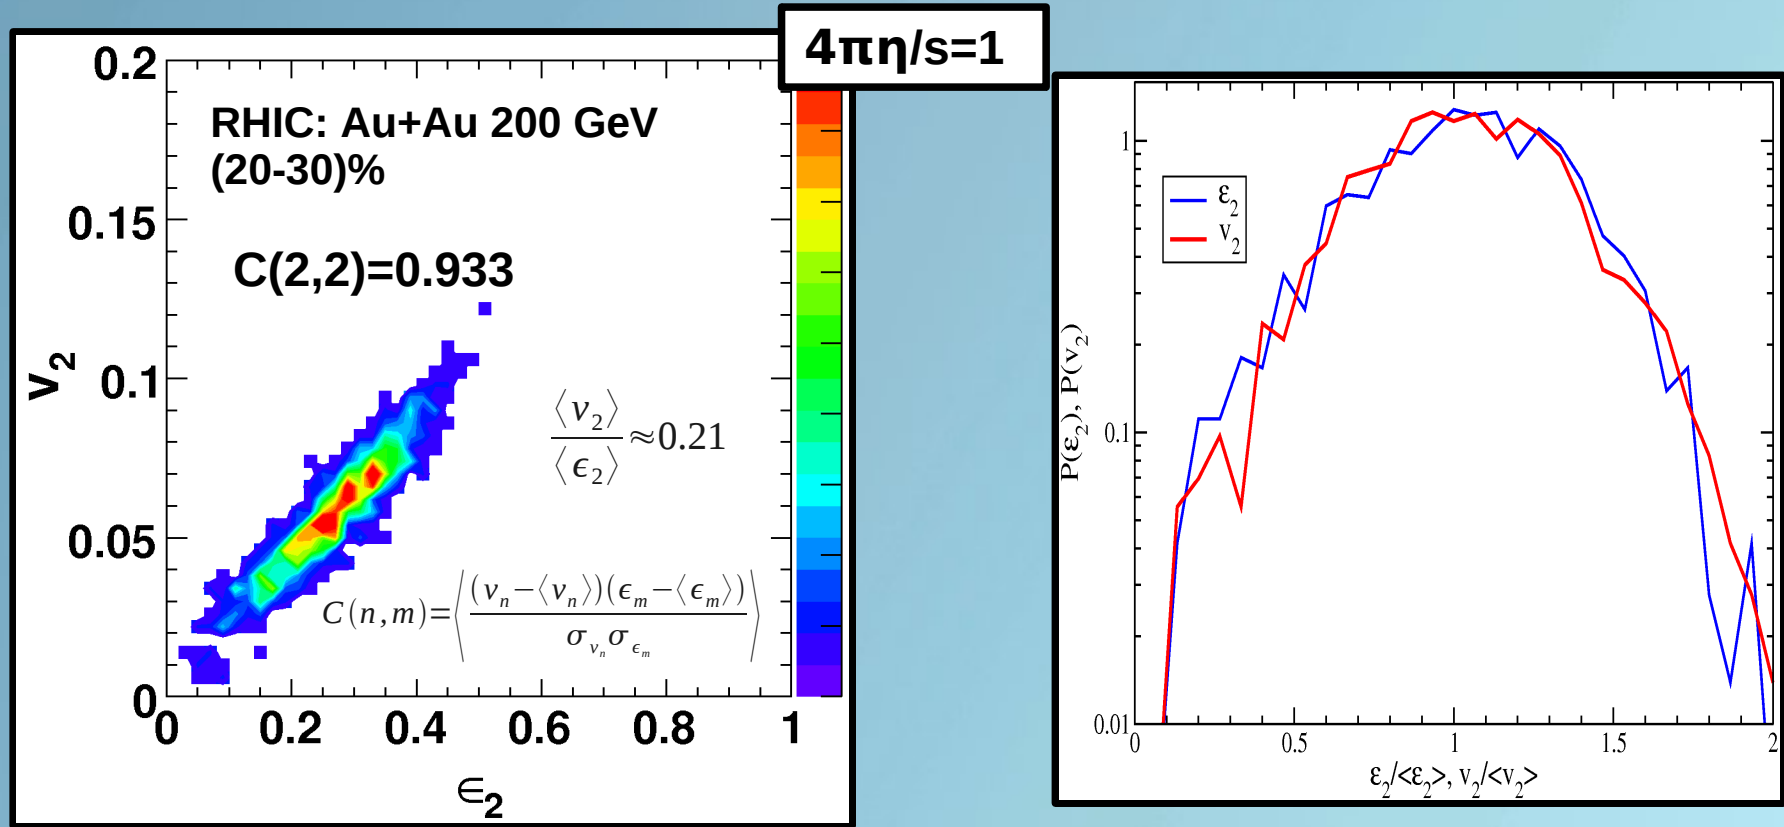 4πη/s=1
0.2
0.15
0.1
0.05
0
v₂
RHIC: Au+Au 200 GeV
(20-30)%
C(2,2)=0.933
⟨v₂⟩/⟨ϵ₂⟩≈0.21
C(n,m)=⟨(vₙ−⟨vₙ⟩)(ϵₘ−⟨ϵₘ⟩)/σ_vₙ σ_ϵₘ⟩
0 0.2 0.4 0.6 0.8 1
ϵ₂
1
0.1
0.01
P(ε₂), P(v₂)
ε₂
v₂
0 0.5 1 1.5 2
ε₂/<ε₂>, v₂/<v₂>